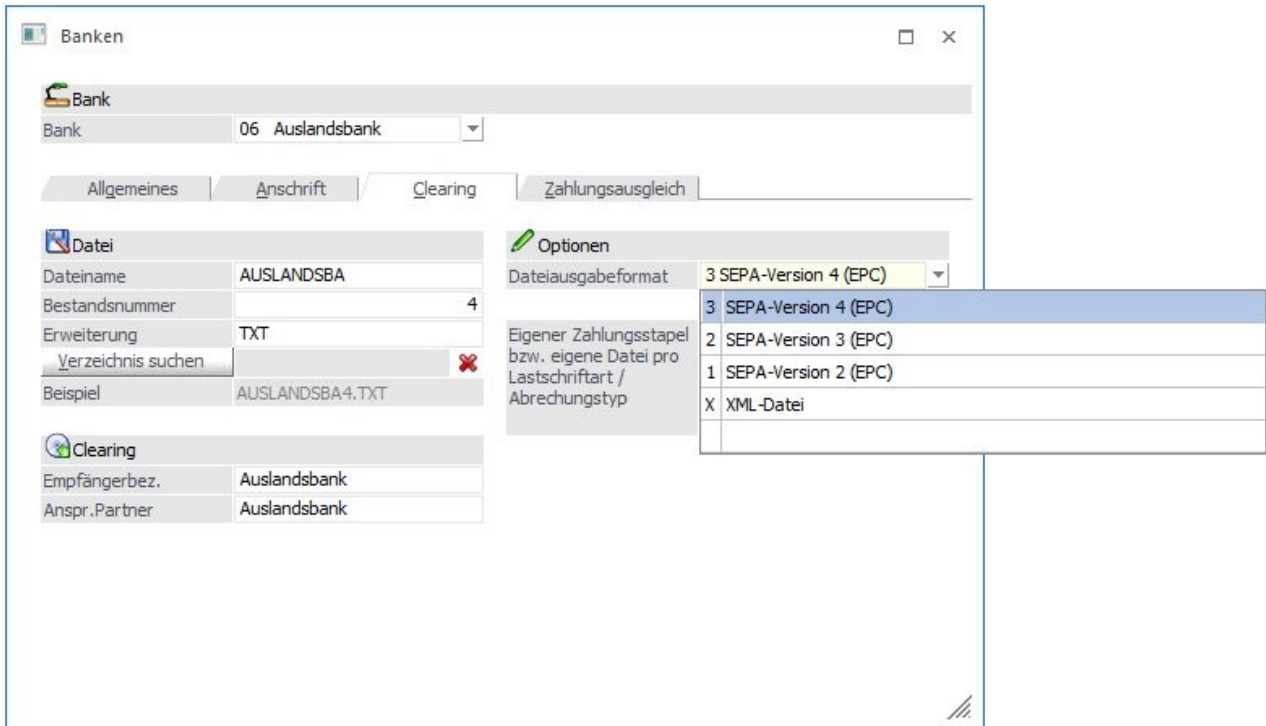 Banken
Bank
Bank 06 Auslandsbank
Allgemeines Anschrift Clearing Zahlungsausgleich
Datei
Dateiname AUSLANDSBA
Bestandsnummer 4
Erweiterung TXT
Verzeichnis suchen
Beispiel AUSLANDSBA4.TXT
Clearing
Empfängerbez. Auslandsbank
Anspr.Partner Auslandsbank
Optionen
Dateiausgabeformat 3 SEPA-Version 4 (EPC)
3 SEPA-Version 4 (EPC)
2 SEPA-Version 3 (EPC)
1 SEPA-Version 2 (EPC)
X XML-Datei
Eigener Zahlungsstapel
bzw. eigene Datei pro
Lastschriftart /
Abrechungstyp